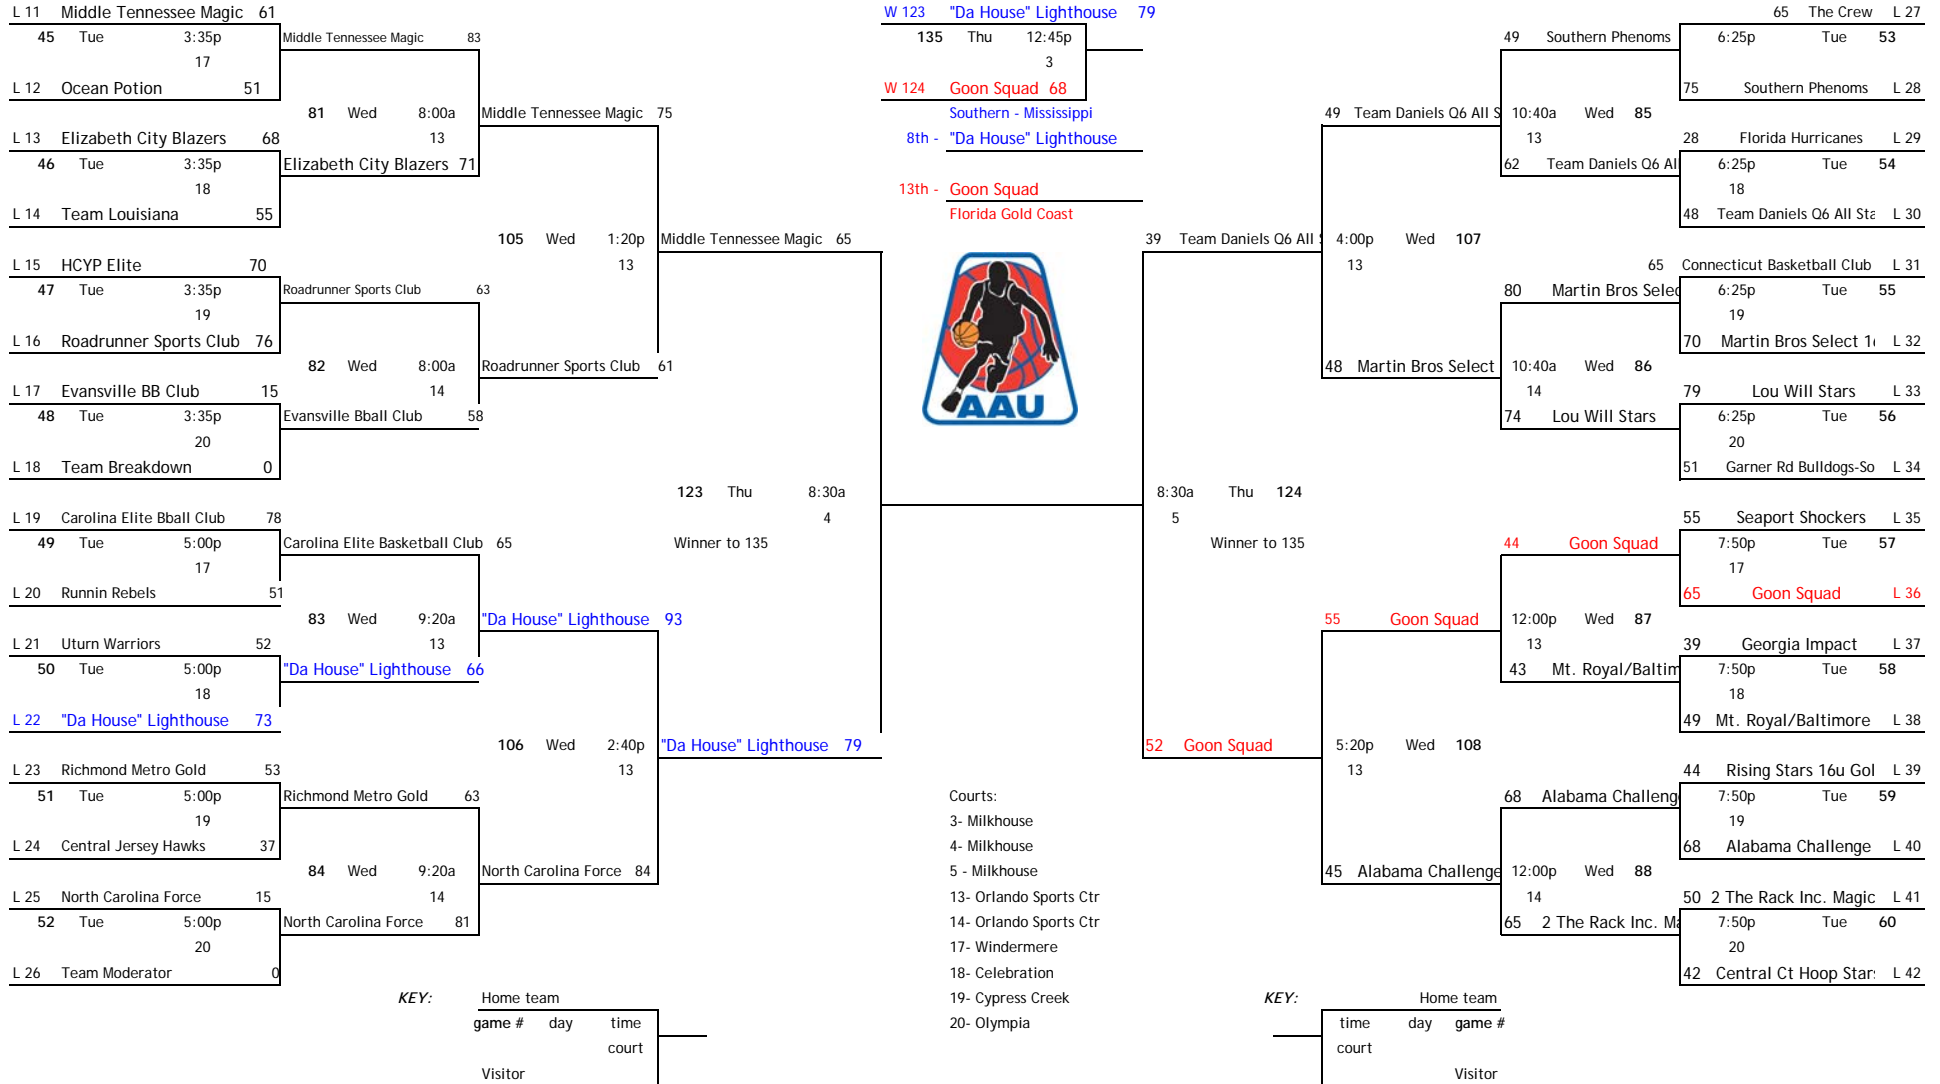 L 11 Middle Tennessee Magic 61
45 Tue 3:35p
17
L 12 Ocean Potion 51
L 13 Elizabeth City Blazers 68
46 Tue 3:35p
18
L 14 Team Louisiana 55
L 15 HCYP Elite 70
47 Tue 3:35p
19
L 16 Roadrunner Sports Club 76
L 17 Evansville BB Club 15
48 Tue 3:35p
20
L 18 Team Breakdown 0
L 19 Carolina Elite Bball Club 78
49 Tue 5:00p
17
L 20 Runnin Rebels 51
L 21 Uturn Warriors 52
50 Tue 5:00p
18
L 22 "Da House" Lighthouse 73
L 23 Richmond Metro Gold 53
51 Tue 5:00p
19
L 24 Central Jersey Hawks 37
L 25 North Carolina Force 15
52 Tue 5:00p
20
L 26 Team Moderator 0
Middle Tennessee Magic 83
81 Wed 8:00a
13
Elizabeth City Blazers 71
Roadrunner Sports Club 63
82 Wed 8:00a
14
Evansville Bball Club 58
Carolina Elite Basketball Club 65
83 Wed 9:20a
13
"Da House" Lighthouse 66
Richmond Metro Gold 63
84 Wed 9:20a
14
North Carolina Force 81
Middle Tennessee Magic 75
105 Wed 1:20p
13
Roadrunner Sports Club 61
"Da House" Lighthouse 93
106 Wed 2:40p
13
North Carolina Force 84
Middle Tennessee Magic 65
123 Thu 8:30a
4
Winner to 135
"Da House" Lighthouse 79
W 123 "Da House" Lighthouse 79
135 Thu 12:45p
3
W 124 Goon Squad 68
Southern - Mississippi
8th - "Da House" Lighthouse
13th - Goon Squad
Florida Gold Coast
AAU
Courts:
3- Milkhouse
4- Milkhouse
5 - Milkhouse
13- Orlando Sports Ctr
14- Orlando Sports Ctr
17- Windermere
18- Celebration
19- Cypress Creek
20- Olympia
39 Team Daniels Q6 All S
8:30a Thu 124
5
Winner to 135
52 Goon Squad
49 Team Daniels Q6 All S
4:00p Wed 107
13
48 Martin Bros Select
55 Goon Squad
5:20p Wed 108
13
45 Alabama Challenge
49 Southern Phenoms
10:40a Wed 85
13
62 Team Daniels Q6 Al
80 Martin Bros Selec
10:40a Wed 86
14
74 Lou Will Stars
44 Goon Squad
12:00p Wed 87
13
43 Mt. Royal/Baltim
68 Alabama Challeng
12:00p Wed 88
14
65 2 The Rack Inc. Ma
65 The Crew L 27
6:25p Tue 53
75 Southern Phenoms L 28
28 Florida Hurricanes L 29
6:25p Tue 54
18
48 Team Daniels Q6 All Sta L 30
65 Connecticut Basketball Club L 31
6:25p Tue 55
19
70 Martin Bros Select 1 L 32
79 Lou Will Stars L 33
6:25p Tue 56
20
51 Garner Rd Bulldogs-So L 34
55 Seaport Shockers L 35
7:50p Tue 57
17
65 Goon Squad L 36
39 Georgia Impact L 37
7:50p Tue 58
18
49 Mt. Royal/Baltimore L 38
44 Rising Stars 16u Gol L 39
7:50p Tue 59
19
68 Alabama Challenge L 40
50 2 The Rack Inc. Magic L 41
7:50p Tue 60
20
42 Central Ct Hoop Star L 42
KEY: Home team
game # day time
court
Visitor
KEY: Home team
time day game #
court
Visitor